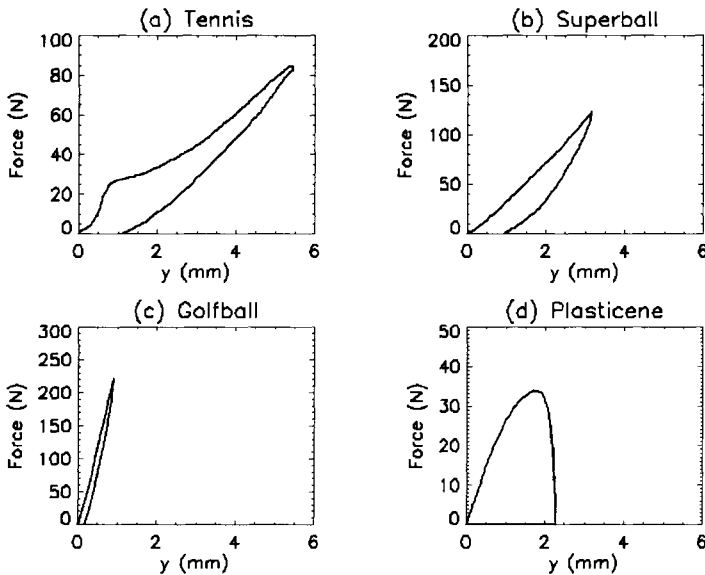 (a) Tennis
Force (N)
100
80
60
40
20
0
0 2 4 6
y (mm)
(b) Superball
Force (N)
200
150
100
50
0
0 2 4 6
y (mm)
(c) Golfball
Force (N)
300
250
200
150
100
50
0
0 2 4 6
y (mm)
(d) Plasticene
Force (N)
50
40
30
20
10
0
0 2 4 6
y (mm)